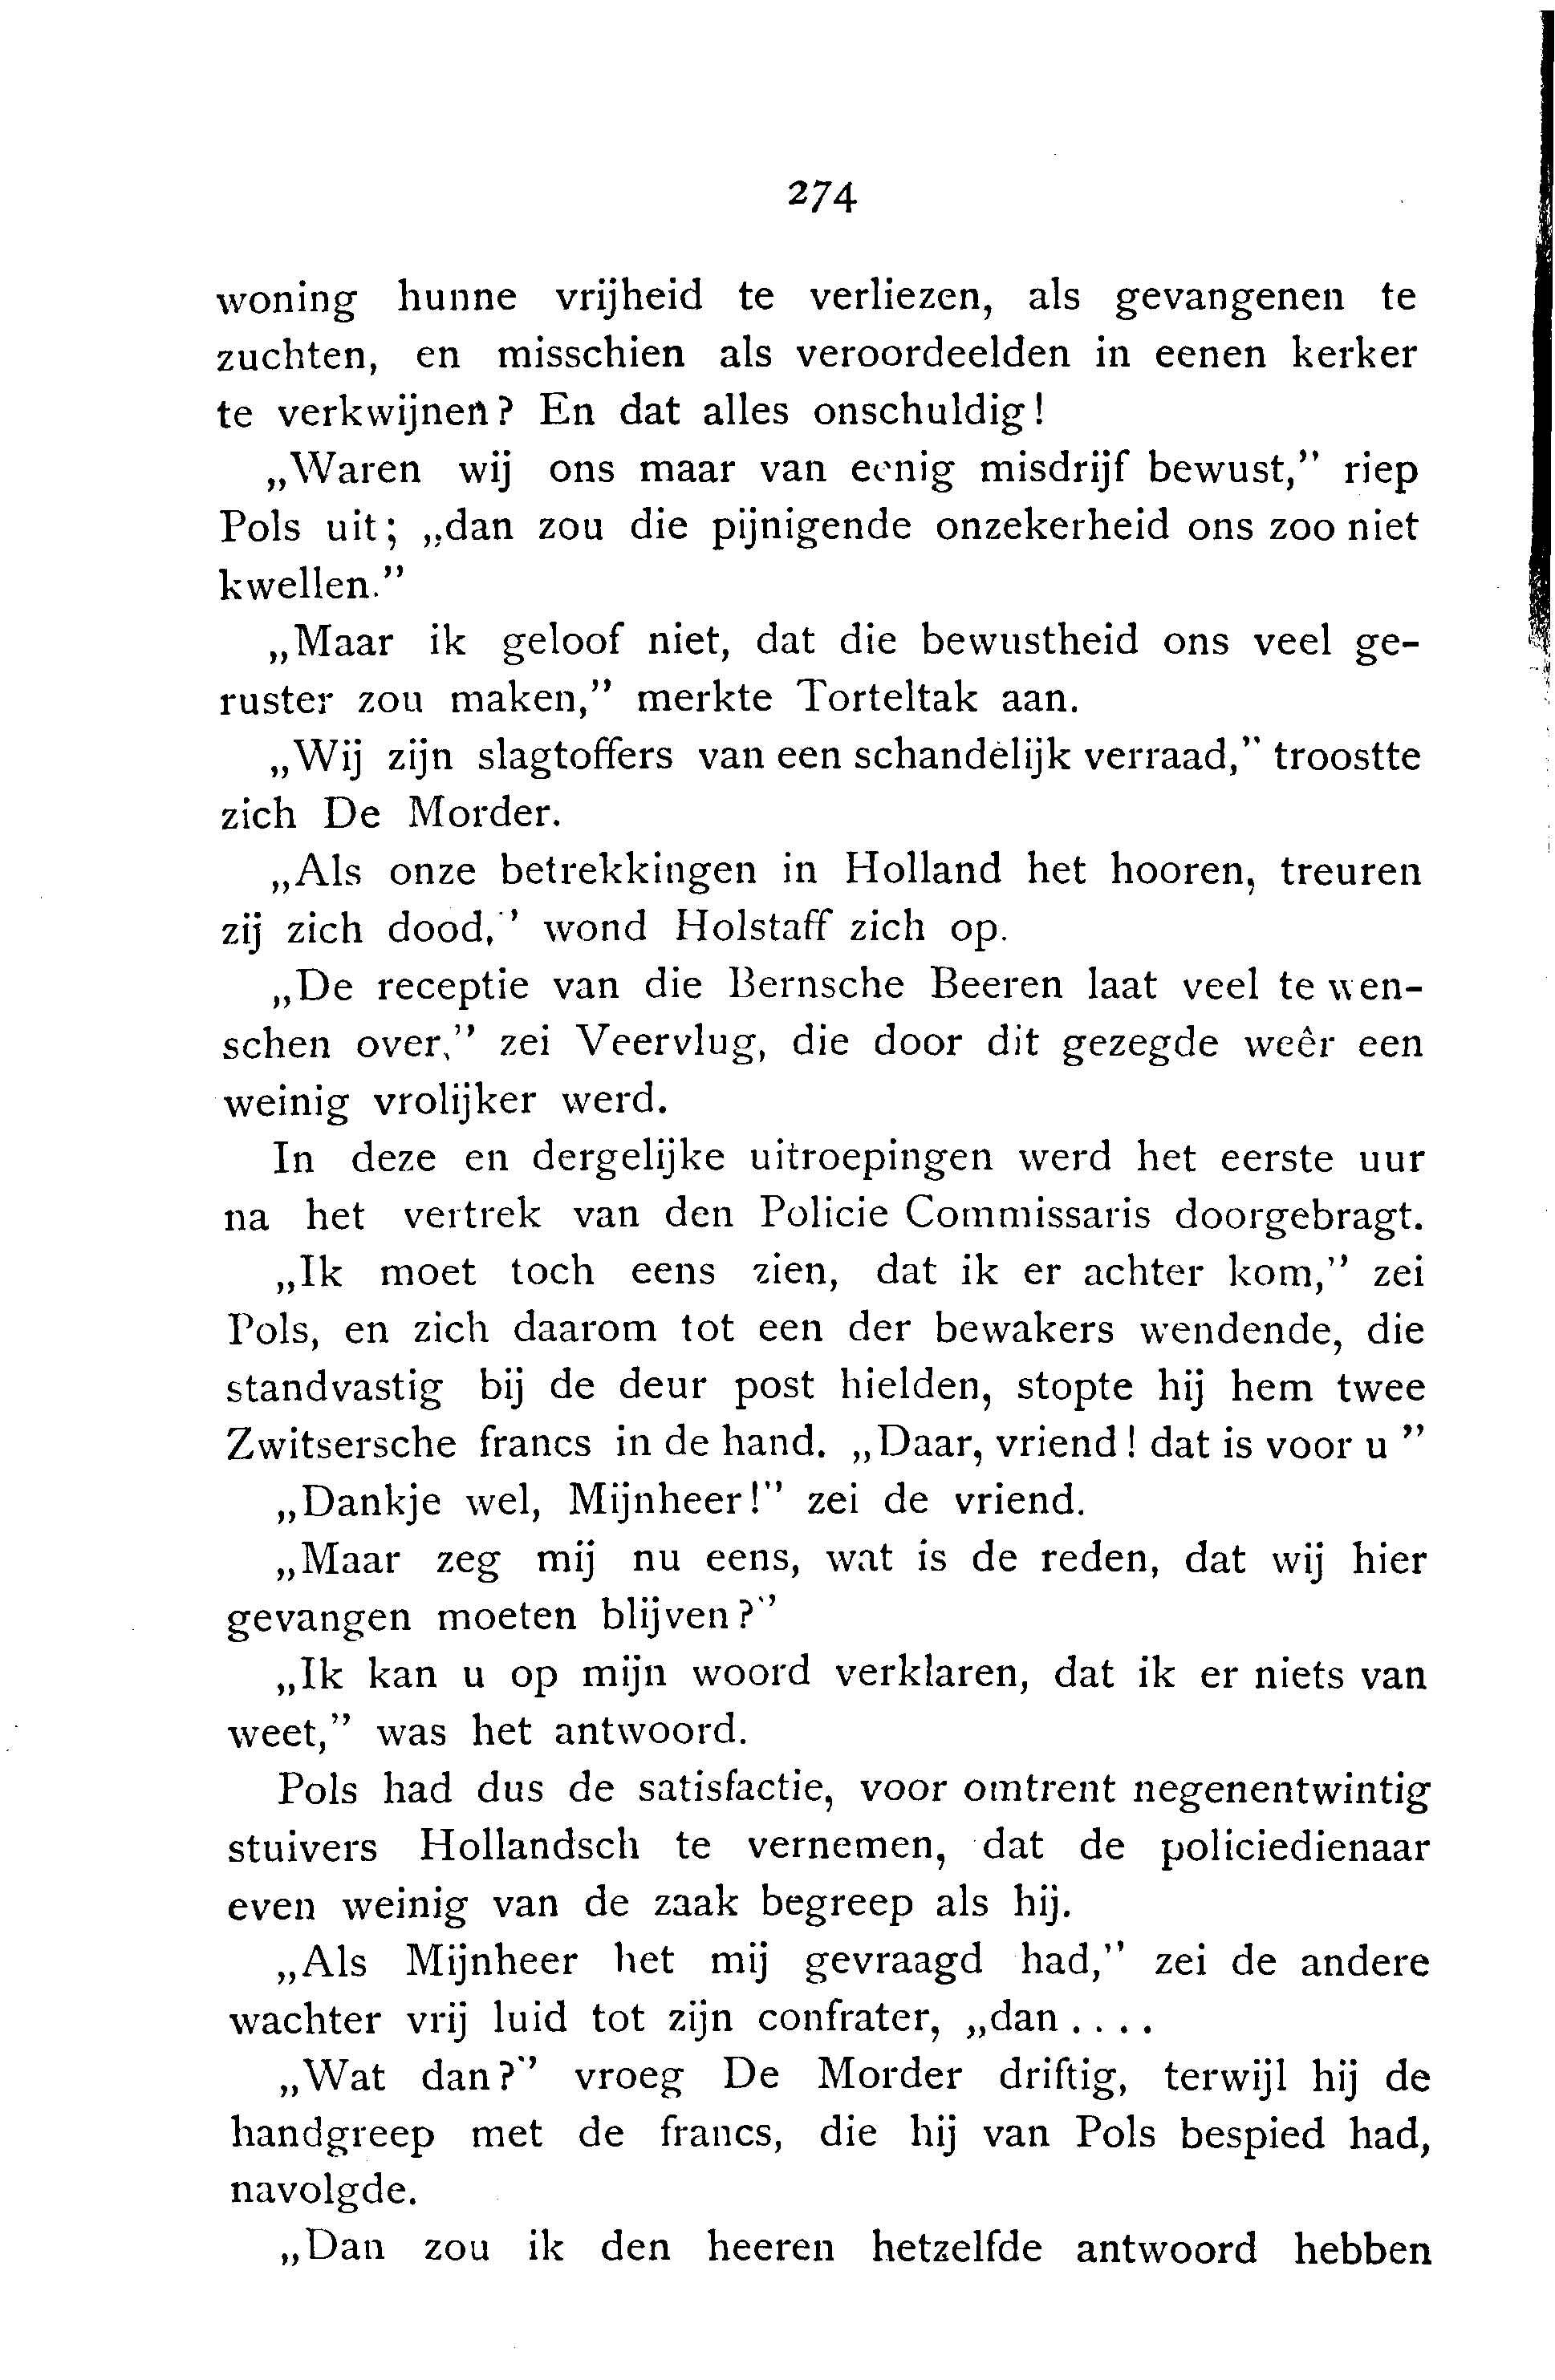 274
woning hunne vrijheid te verliezen, als gevangenen te
zuchten, en misschien als veroordeelden in eenen kerker
te verkwijnen? En dat alles onschuldig!
„Waren wij ons maar van eenig misdrijf bewust,” riep
Pols uit; „dan zou die pijnigende onzekerheid ons zoo niet
kwellen.”
„Maar ik geloof niet, dat die bewustheid ons veel ge-
ruster zou maken,” merkte Torteltak aan.
„Wij zijn slagtoffers van een schandelijk verraad,” troostte
zich De Morder.
„Als onze betrekkingen in Holland het hooren, treuren
zij zich dood,” wond Holstaff zich op.
„De receptie van die Bernsche Beeren laat veel te wen-
schen over,” zei Veervlug, die door dit gezegde weêr een
weinig vrolijker werd.
In deze en dergelijke uitroepingen werd het eerste uur
na het vertrek van den Policie Commissaris doorgebragt.
„Ik moet toch eens zien, dat ik er achter kom,” zei
Pols, en zich daarom tot een der bewakers wendende, die
standvastig bij de deur post hielden, stopte hij hem twee
Zwitsersche francs in de hand. „Daar, vriend! dat is voor u ”
„Dankje wel, Mijnheer!” zei de vriend.
„Maar zeg mij nu eens, wat is de reden, dat wij hier
gevangen moeten blijven?”
„Ik kan u op mijn woord verklaren, dat ik er niets van
weet,” was het antwoord.
Pols had dus de satisfactie, voor omtrent negenentwintig
stuivers Hollandsch te vernemen, dat de policiedienaar
even weinig van de zaak begreep als hij.
„Als Mijnheer het mij gevraagd had,” zei de andere
wachter vrij luid tot zijn confrater, „dan....
„Wat dan?” vroeg De Morder driftig, terwijl hij de
handgreep met de francs, die hij van Pols bespied had,
navolgde.
„Dan zou ik den heeren hetzelfde antwoord hebben